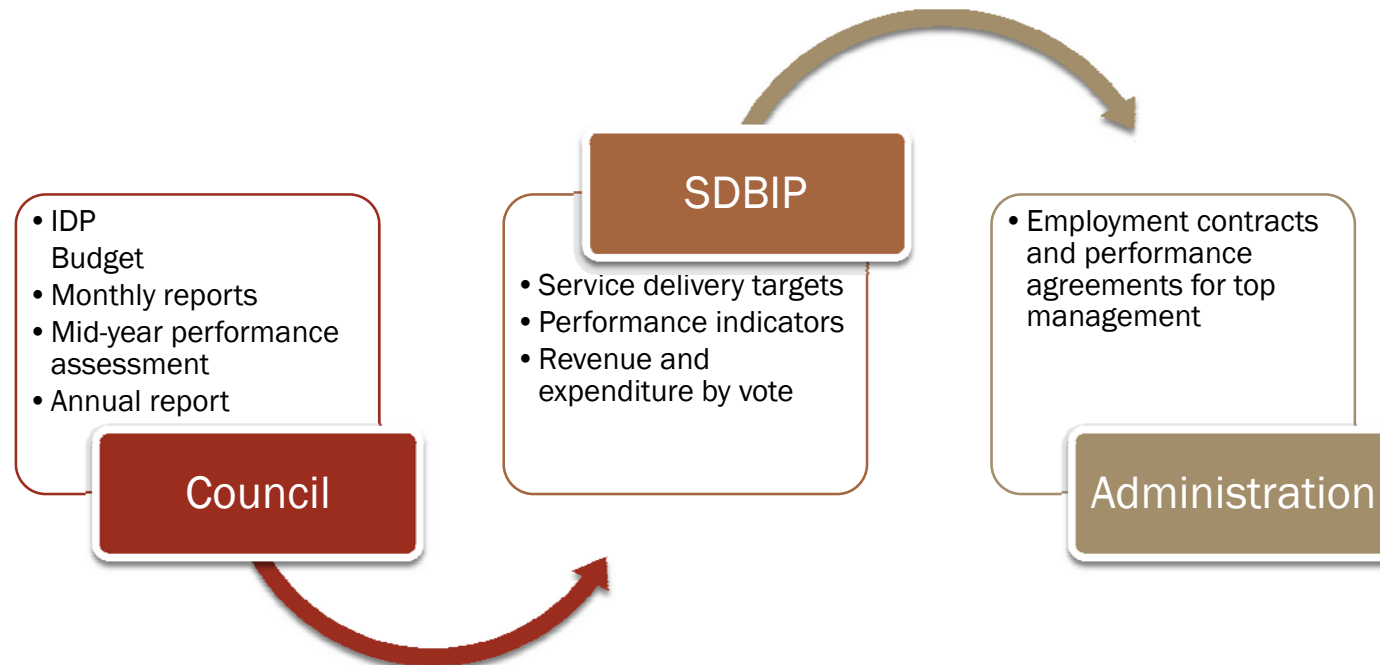 • IDP
Budget
• Monthly reports
• Mid-year performance
assessment
• Annual report
Council
SDBIP
• Service delivery targets
• Performance indicators
• Revenue and
expenditure by vote
• Employment contracts
and performance
agreements for top
management
Administration